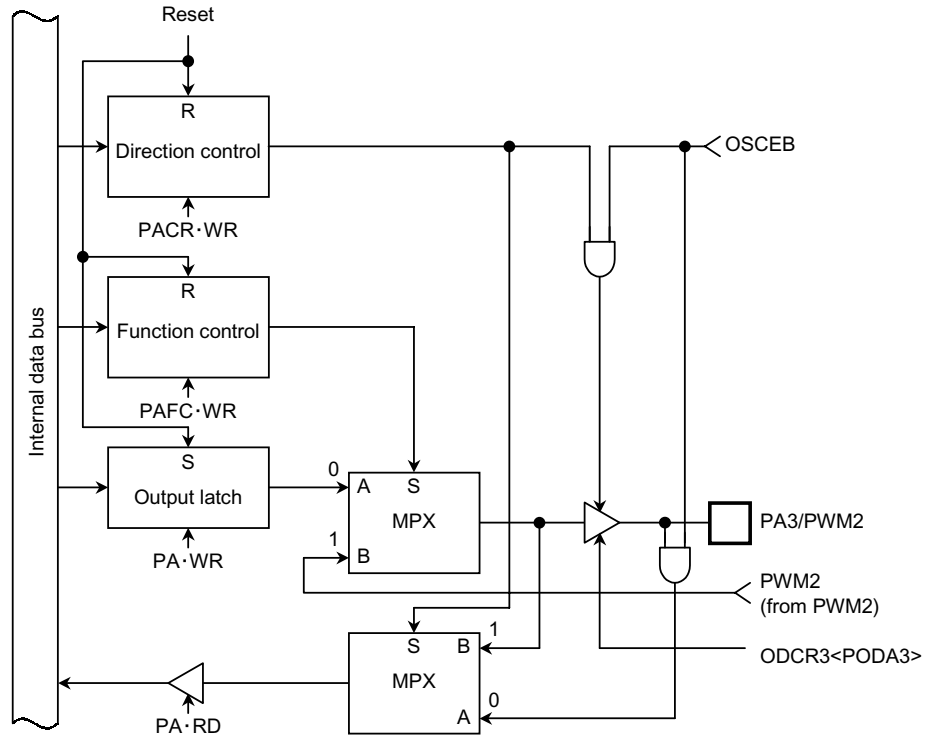 Reset
R
Direction control
OSCEB
PACR·WR
R
Function control
Internal data bus
PAFC·WR
S
Output latch
0
A
S
MPX
PA3/PWM2
1
B
PA·WR
PWM2
(from PWM2)
1
S
B
MPX
ODCR3<PODA3>
0
A
PA·RD